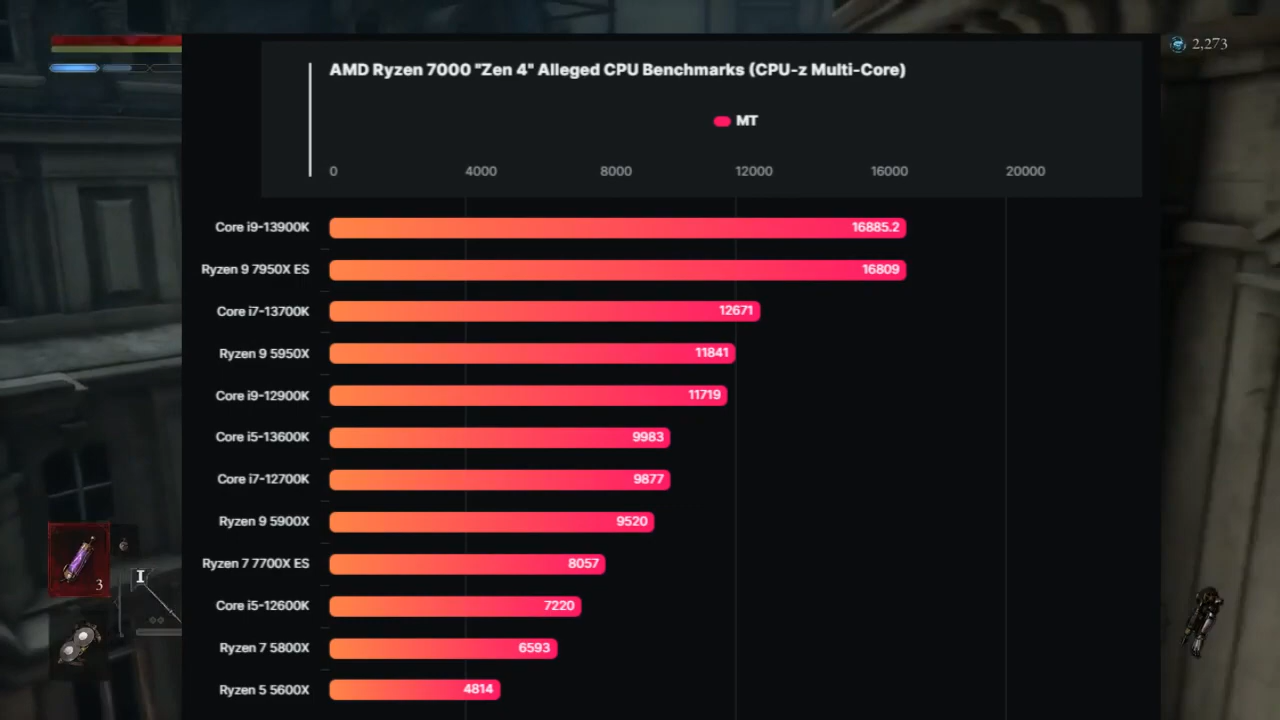 2,273
AMD Ryzen 7000 "Zen 4" Alleged CPU Benchmarks (CPU-z Multi-Core)
MT
0 4000 8000 12000 16000 20000
Core i9-13900K 16885.2
Ryzen 9 7950X ES 16809
Core i7-13700K 12671
Ryzen 9 5950X 11841
Core i9-12900K 11719
Core i5-13600K 9983
Core i7-12700K 9877
Ryzen 9 5900X 9520
Ryzen 7 7700X ES 8057
Core i5-12600K 7220
Ryzen 7 5800X 6593
Ryzen 5 5600X 4814
3
I